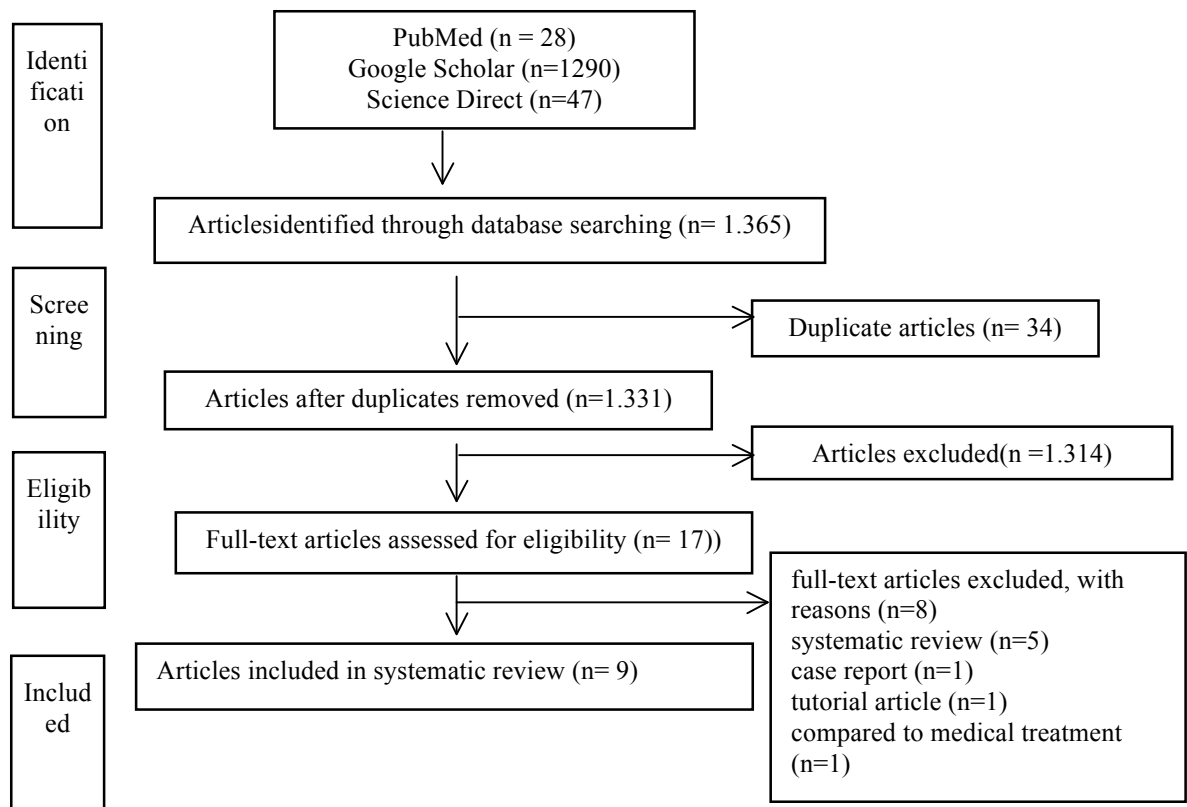 Identi
ficati
on
PubMed (n = 28)
Google Scholar (n=1290)
Science Direct (n=47)
Articlesidentified through database searching (n= 1.365)
Scree
ning
Duplicate articles (n= 34)
Articles after duplicates removed (n=1.331)
Articles excluded(n =1.314)
Eligib
ility
Full-text articles assessed for eligibility (n= 17))
full-text articles excluded, with
reasons (n=8)
systematic review (n=5)
case report (n=1)
tutorial article (n=1)
compared to medical treatment
(n=1)
Includ
ed
Articles included in systematic review (n= 9)